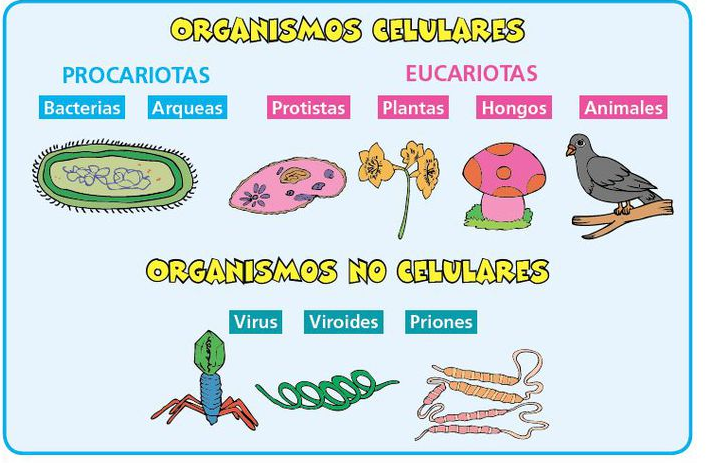 ORGANISMOS CELULARES
PROCARIOTAS
EUCARIOTAS
Bacterias
Arqueas
Protistas
Plantas
Hongos
Animales
ORGANISMOS NO CELULARES
Virus
Viroides
Priones